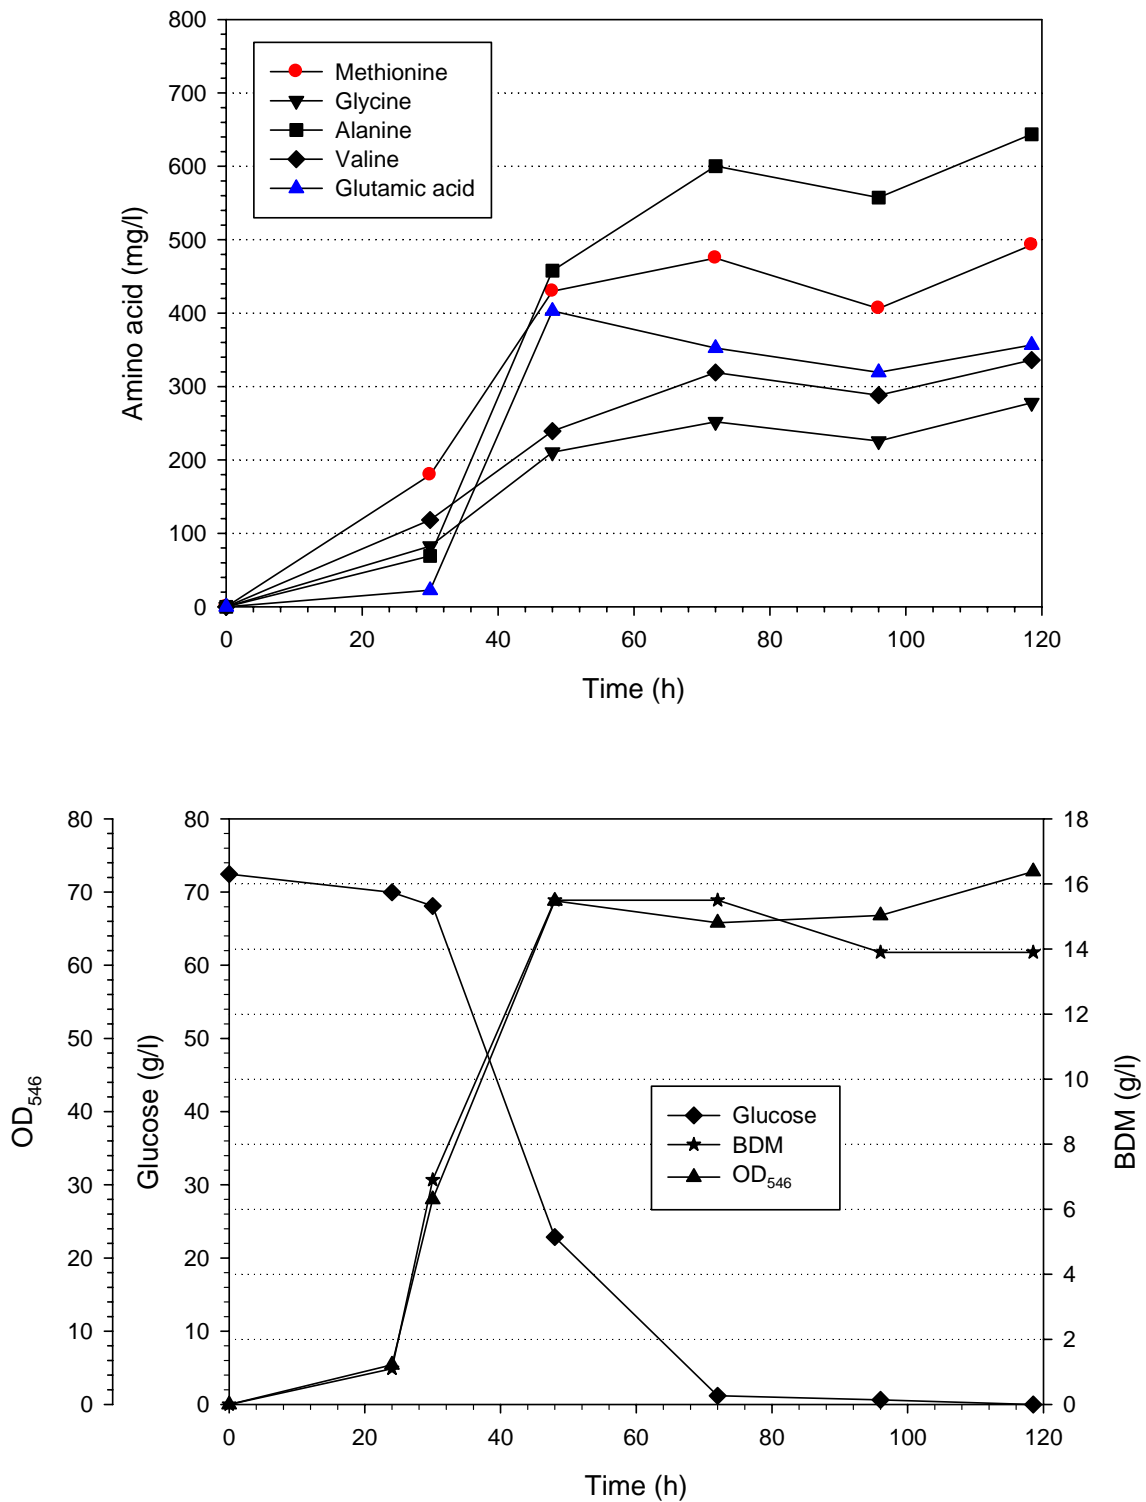 800
700
600
500
400
300
200
100
0
Amino acid (mg/l)
Methionine
Glycine
Alanine
Valine
Glutamic acid
0 20 40 60 80 100 120
Time (h)
80
70
60
50
40
30
20
10
0
OD546
80
70
60
50
40
30
20
10
0
Glucose (g/l)
Glucose
BDM
OD546
18
16
14
12
10
8
6
4
2
0
BDM (g/l)
0 20 40 60 80 100 120
Time (h)